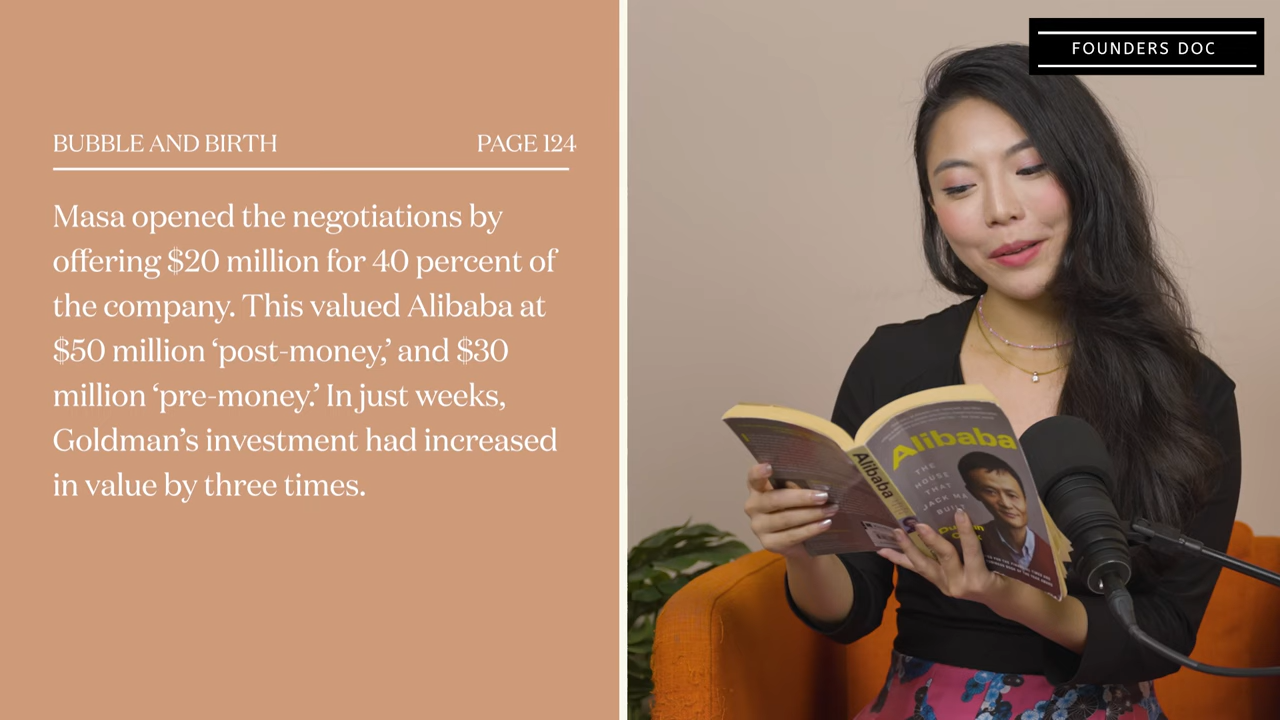 FOUNDERS DOC
BUBBLE AND BIRTH PAGE 124
Masa opened the negotiations by
offering $20 million for 40 percent of
the company. This valued Alibaba at
$50 million ‘post-money,’ and $30
million ‘pre-money.’ In just weeks,
Goldman’s investment had increased
in value by three times.
Alibaba
THE
HOUSE
THAT
JACK MA
Alibaba